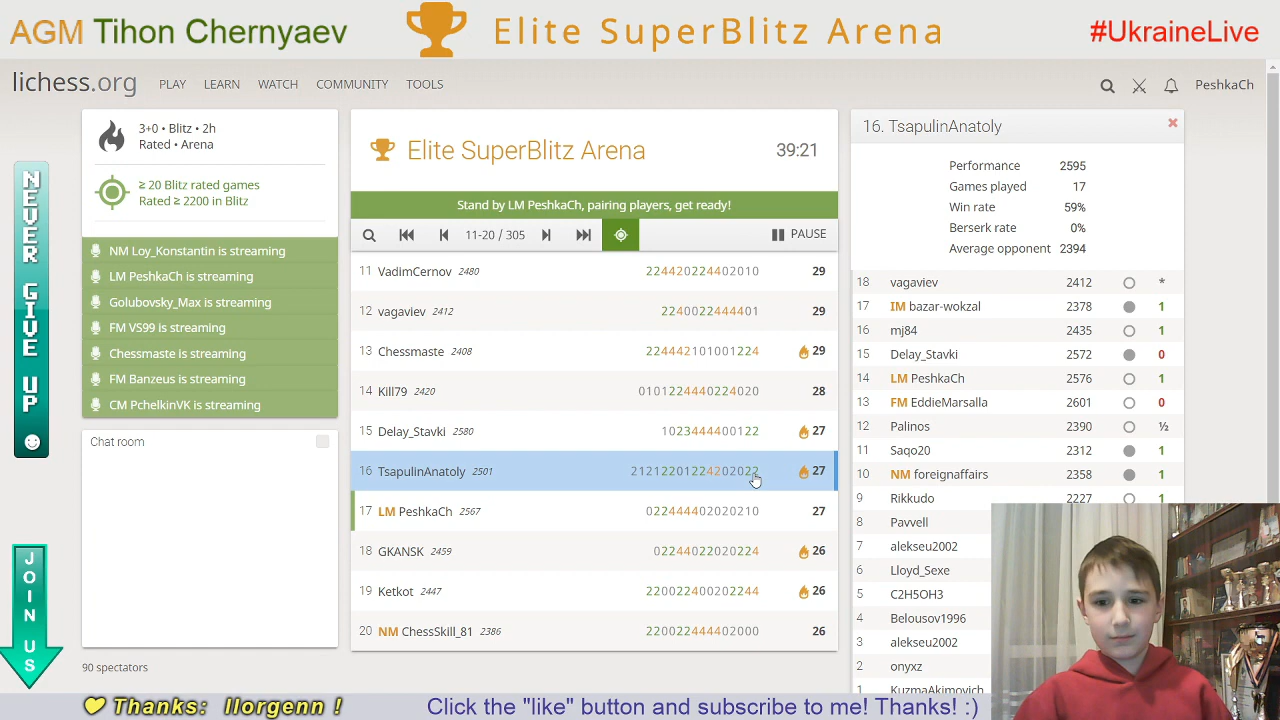 AGM Tihon Chernyaev
Elite SuperBlitz Arena
#UkraineLive
lichess.org
PLAY
LEARN
WATCH
COMMUNITY
TOOLS
PeshkaCh
NEVER GIVE UP
JOIN US
3+0 • Blitz • 2h
Rated • Arena
≥ 20 Blitz rated games
Rated ≥ 2200 in Blitz
NM Loy_Konstantin is streaming
LM PeshkaCh is streaming
Golubovsky_Max is streaming
FM VS99 is streaming
Chessmaste is streaming
FM Banzeus is streaming
CM PchelkinVK is streaming
Chat room
90 spectators
Elite SuperBlitz Arena
39:21
Stand by LM PeshkaCh, pairing players, get ready!
11-20 / 305
PAUSE
11 VadimCernov 2480 22442022440201​0 29
12 vagaviev 2412 2240022444401 29
13 Chessmaste 2408 224442101001224 29
14 Kill79 2420 0101224440224020 28
15 Delay_Stavki 2580 1023444400122 27
16 TsapulinAnatoly 2501 21212201224202022 27
17 LM PeshkaCh 2567 022444402020210 27
18 GKANSK 2459 02244022020224 26
19 Ketkot 2447 220022400202244 26
20 NM ChessSkill_81 2386 220022444402000 26
16. TsapulinAnatoly
Performance 2595
Games played 17
Win rate 59%
Berserk rate 0%
Average opponent 2394
18 vagaviev 2412 *
17 IM bazar-wokzal 2378 1
16 mj84 2435 1
15 Delay_Stavki 2572 0
14 LM PeshkaCh 2576 1
13 FM EddieMarsalla 2601 0
12 Palinos 2390 ½
11 Saqo20 2312 1
10 NM foreignaffairs 2358 1
9 Rikkudo 2227 1
8 Pavvell
7 alekseu2002
6 Lloyd_Sexe
5 C2H5OH3
4 Belousov1996
3 alekseu2002
2 onyxz
1 KuzmaAkimovich
Thanks: llorgenn !
Click the "like" button and subscribe to me! Thanks! :)